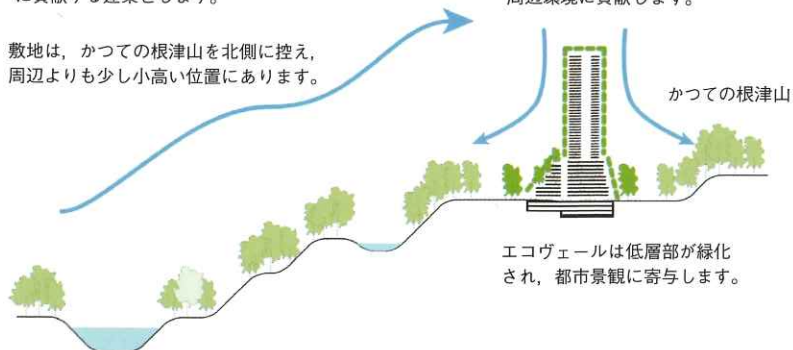 に貢献する建築とします。
周辺環境に貢献します。
敷地は，かつての根津山を北側に控え，
周辺よりも少し小高い位置にあります。
かつての根津山
エコヴェールは低層部が緑化
され，都市景観に寄与します。